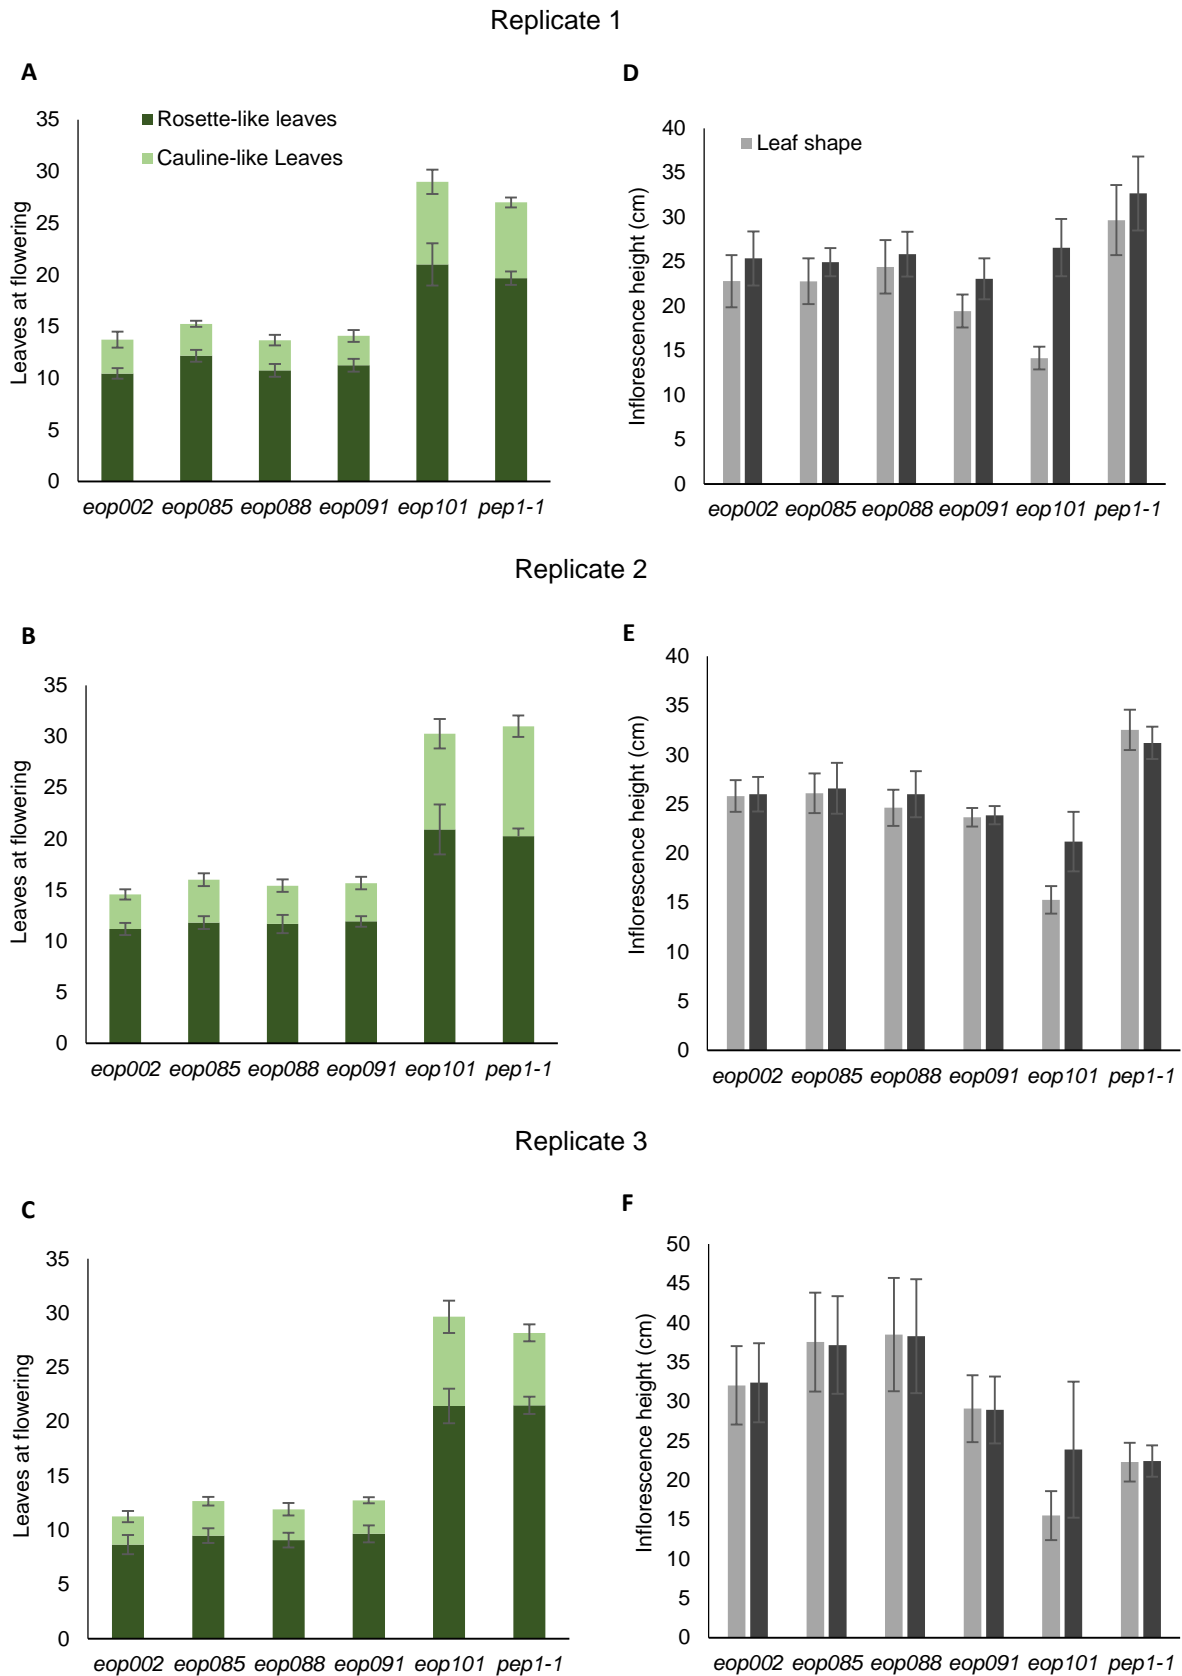 Replicate 1
A
Leaves at flowering
35
30
25
20
15
10
5
0
Rosette-like leaves
Cauline-like Leaves
eop002 eop085 eop088 eop091 eop101 pep1-1
D
Inflorescence height (cm)
40
35
30
25
20
15
10
5
0
Leaf shape
eop002 eop085 eop088 eop091 eop101 pep1-1
Replicate 2
B
Leaves at flowering
35
30
25
20
15
10
5
0
eop002 eop085 eop088 eop091 eop101 pep1-1
E
Inflorescence height (cm)
40
35
30
25
20
15
10
5
0
eop002 eop085 eop088 eop091 eop101 pep1-1
Replicate 3
C
Leaves at flowering
35
30
25
20
15
10
5
0
eop002 eop085 eop088 eop091 eop101 pep1-1
F
Inflorescence height (cm)
50
45
40
35
30
25
20
15
10
5
0
eop002 eop085 eop088 eop091 eop101 pep1-1